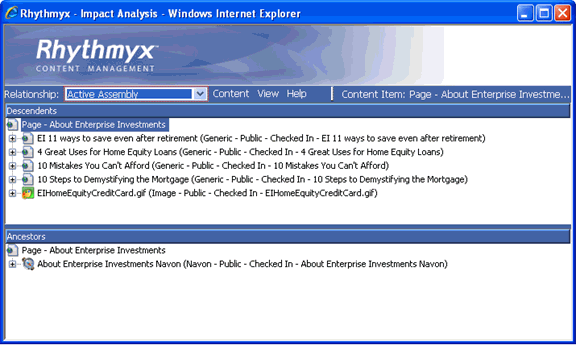 Rhythmyx - Impact Analysis - Windows Internet Explorer
Rhythmyx
CONTENT MANAGEMENT
Relationship: Active Assembly Content View Help Content Item: Page - About Enterprise Investme...
Descendents
Page - About Enterprise Investments
EI 11 ways to save even after retirement (Generic - Public - Checked In - EI 11 ways to save even after retirement)
4 Great Uses for Home Equity Loans (Generic - Public - Checked In - 4 Great Uses for Home Equity Loans)
10 Mistakes You Can't Afford (Generic - Public - Checked In - 10 Mistakes You Can't Afford)
10 Steps to Demystifying the Mortgage (Generic - Public - Checked In - 10 Steps to Demystifying the Mortgage)
EIHomeEquityCreditCard.gif (Image - Public - Checked In - EIHomeEquityCreditCard.gif)
Ancestors
Page - About Enterprise Investments
About Enterprise Investments Navon (Navon - Public - Checked In - About Enterprise Investments Navon)